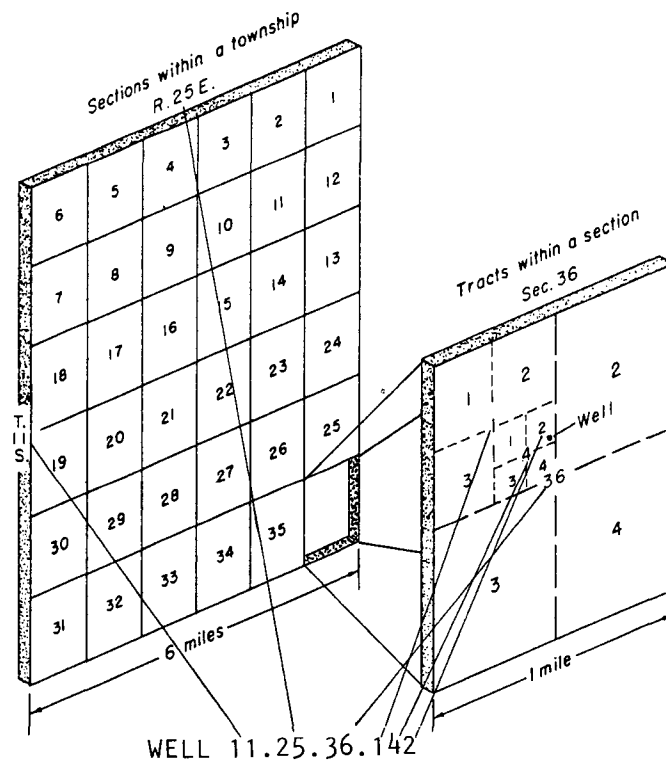 Sections within a township
R. 25 E.
6 5 4 3 2 1
7 8 9 10 11 12
18 17 16 15 14 13
T.
11
S.
19 20 21 22 23 24
30 29 28 27 26 25
31 32 33 34 35
6 miles
Tracts within a section
Sec. 36
1 2 2
1 2 Well
3 4
3 4
36
3 4
1 mile
WELL 11.25.36.142